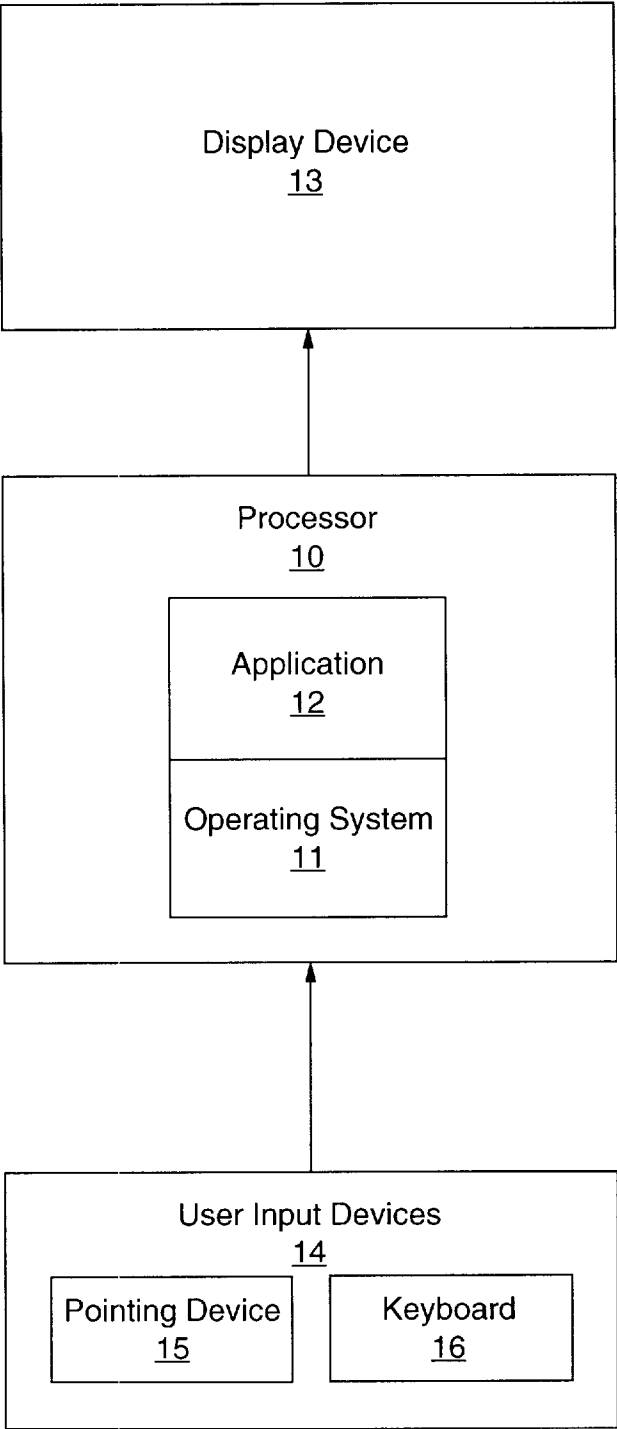 Display Device
13
Processor
10
Application
12
Operating System
11
User Input Devices
14
Pointing Device
15
Keyboard
16